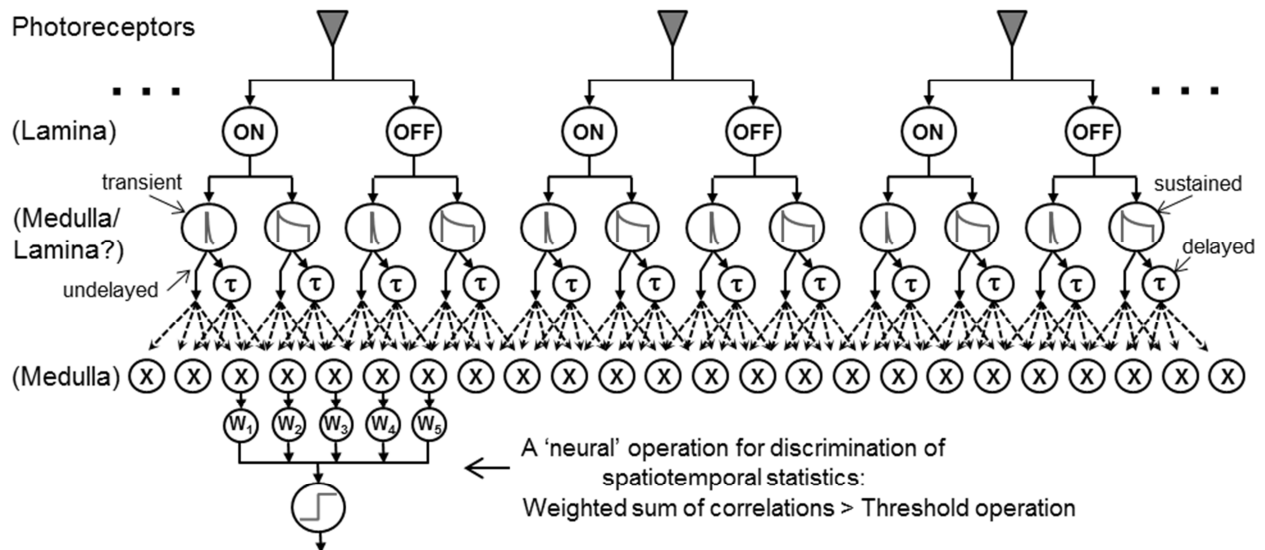 Photoreceptors
. . .
. . .
(Lamina)
ON OFF ON OFF ON OFF
transient
sustained
(Medulla/
Lamina?)
delayed
undelayed
τ τ τ τ τ τ τ τ τ τ τ τ
(Medulla) X X X X X X X X X X X X X X X X X X X X X X X X
W1 W2 W3 W4 W5
A 'neural' operation for discrimination of
spatiotemporal statistics:
Weighted sum of correlations > Threshold operation